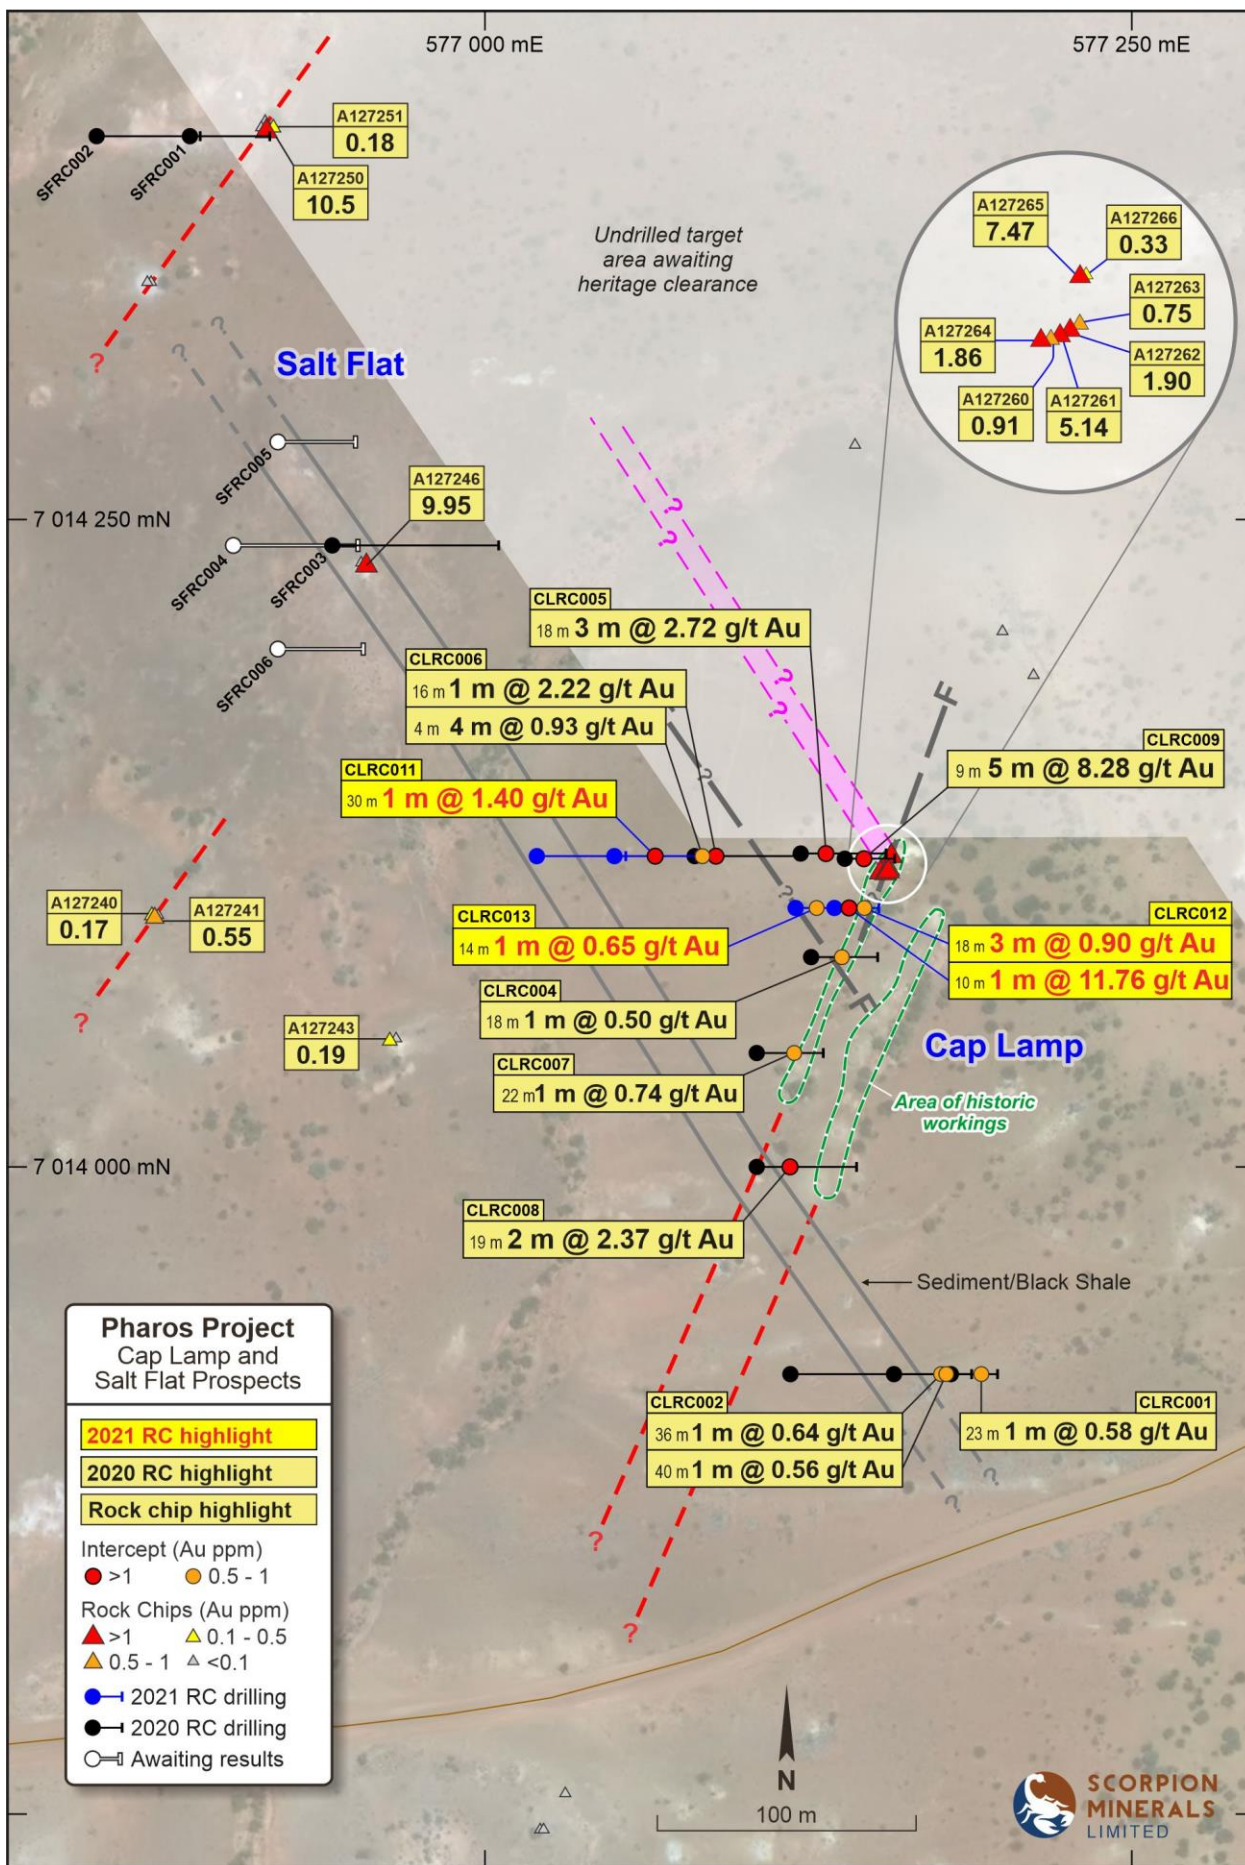 577 000 mE
577 250 mE
A127251
0.18
SFRC002
SFRC001
A127250
10.5
A127265
7.47
A127266
0.33
Undrilled target
area awaiting
heritage clearance
A127263
0.75
A127264
1.86
A127262
1.90
A127260
0.91
A127261
5.14
?
?
?
Salt Flat
SFRC005
A127246
9.95
7 014 250 mN
?
?
SFRC004
SFRC003
SFRC006
CLRC005
18 m 3 m @ 2.72 g/t Au
CLRC006
16 m 1 m @ 2.22 g/t Au
4 m 4 m @ 0.93 g/t Au
?
?
F
CLRC009
9 m 5 m @ 8.28 g/t Au
CLRC011
30 m 1 m @ 1.40 g/t Au
?
?
?
A127240
0.17
A127241
0.55
CLRC013
14 m 1 m @ 0.65 g/t Au
CLRC012
18 m 3 m @ 0.90 g/t Au
10 m 1 m @ 11.76 g/t Au
CLRC004
18 m 1 m @ 0.50 g/t Au
F
?
A127243
0.19
Cap Lamp
CLRC007
22 m 1 m @ 0.74 g/t Au
Area of historic
workings
7 014 000 mN
CLRC008
19 m 2 m @ 2.37 g/t Au
Sediment/Black Shale
CLRC002
36 m 1 m @ 0.64 g/t Au
40 m 1 m @ 0.56 g/t Au
CLRC001
23 m 1 m @ 0.58 g/t Au
?
?
?
?
Pharos Project
Cap Lamp and
Salt Flat Prospects
2021 RC highlight
2020 RC highlight
Rock chip highlight
Intercept (Au ppm)
>1 0.5 - 1
Rock Chips (Au ppm)
>1 0.1 - 0.5
0.5 - 1 <0.1
2021 RC drilling
2020 RC drilling
Awaiting results
N
100 m
SCORPION
MINERALS
LIMITED